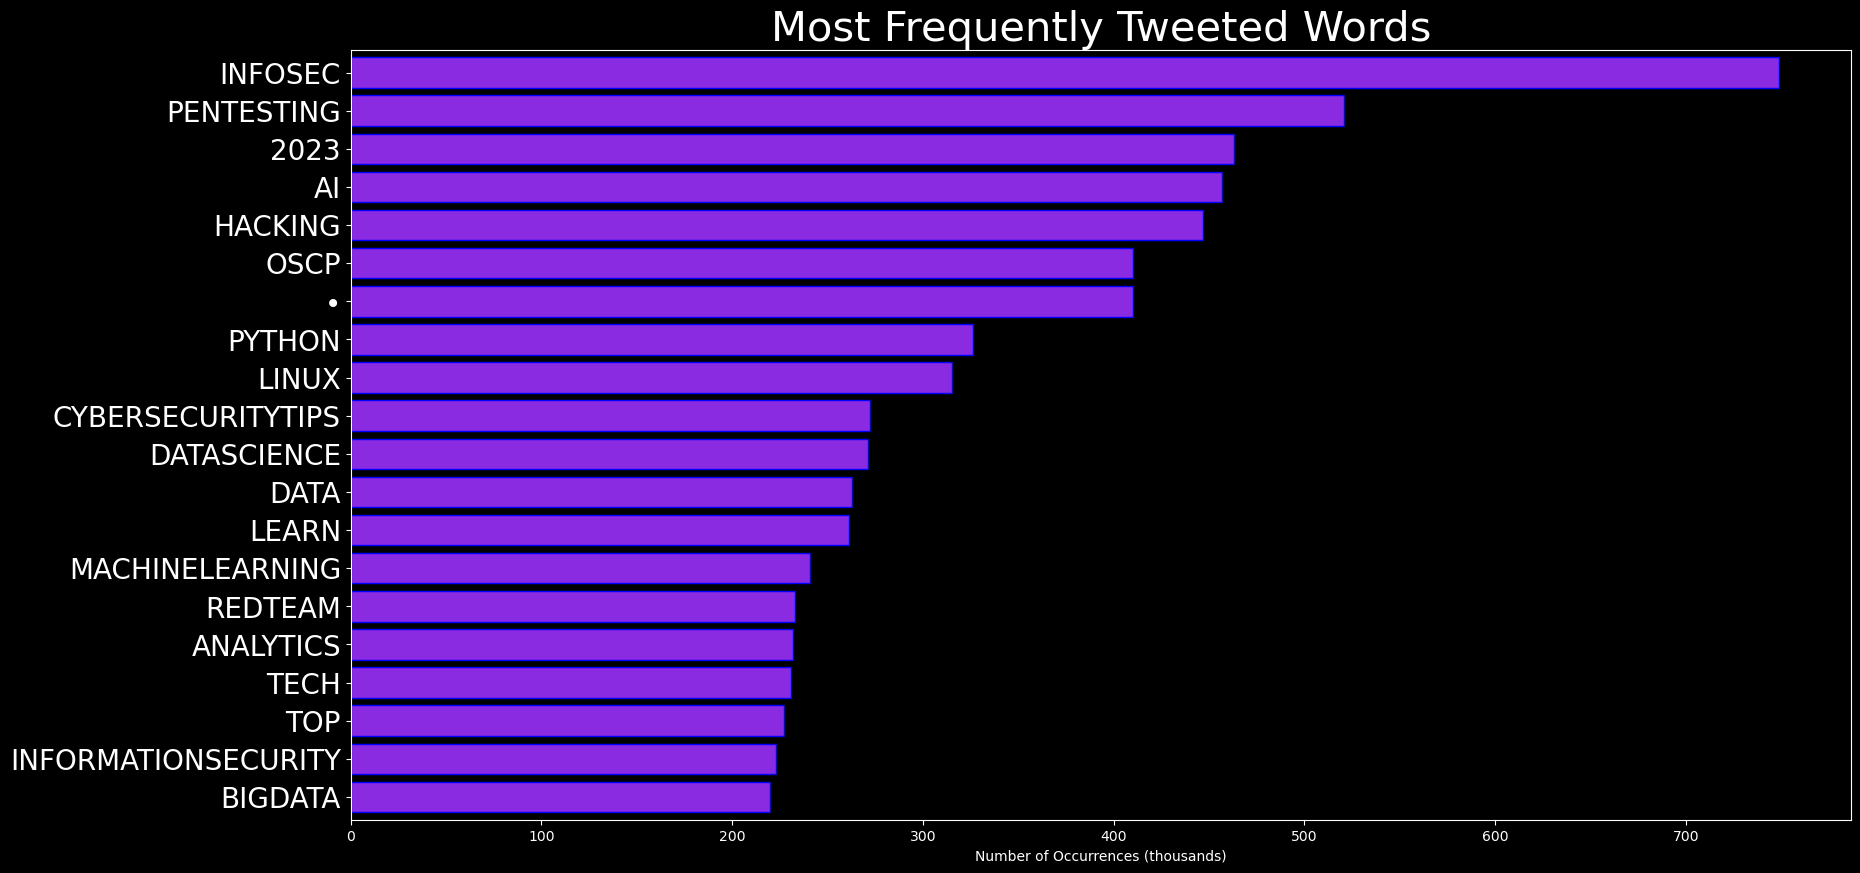 Most Frequently Tweeted Words
INFOSEC
PENTESTING
2023
AI
HACKING
OSCP
•
PYTHON
LINUX
CYBERSECURITYTIPS
DATASCIENCE
DATA
LEARN
MACHINELEARNING
REDTEAM
ANALYTICS
TECH
TOP
INFORMATIONSECURITY
BIGDATA
0 100 200 300 400 500 600 700
Number of Occurrences (thousands)